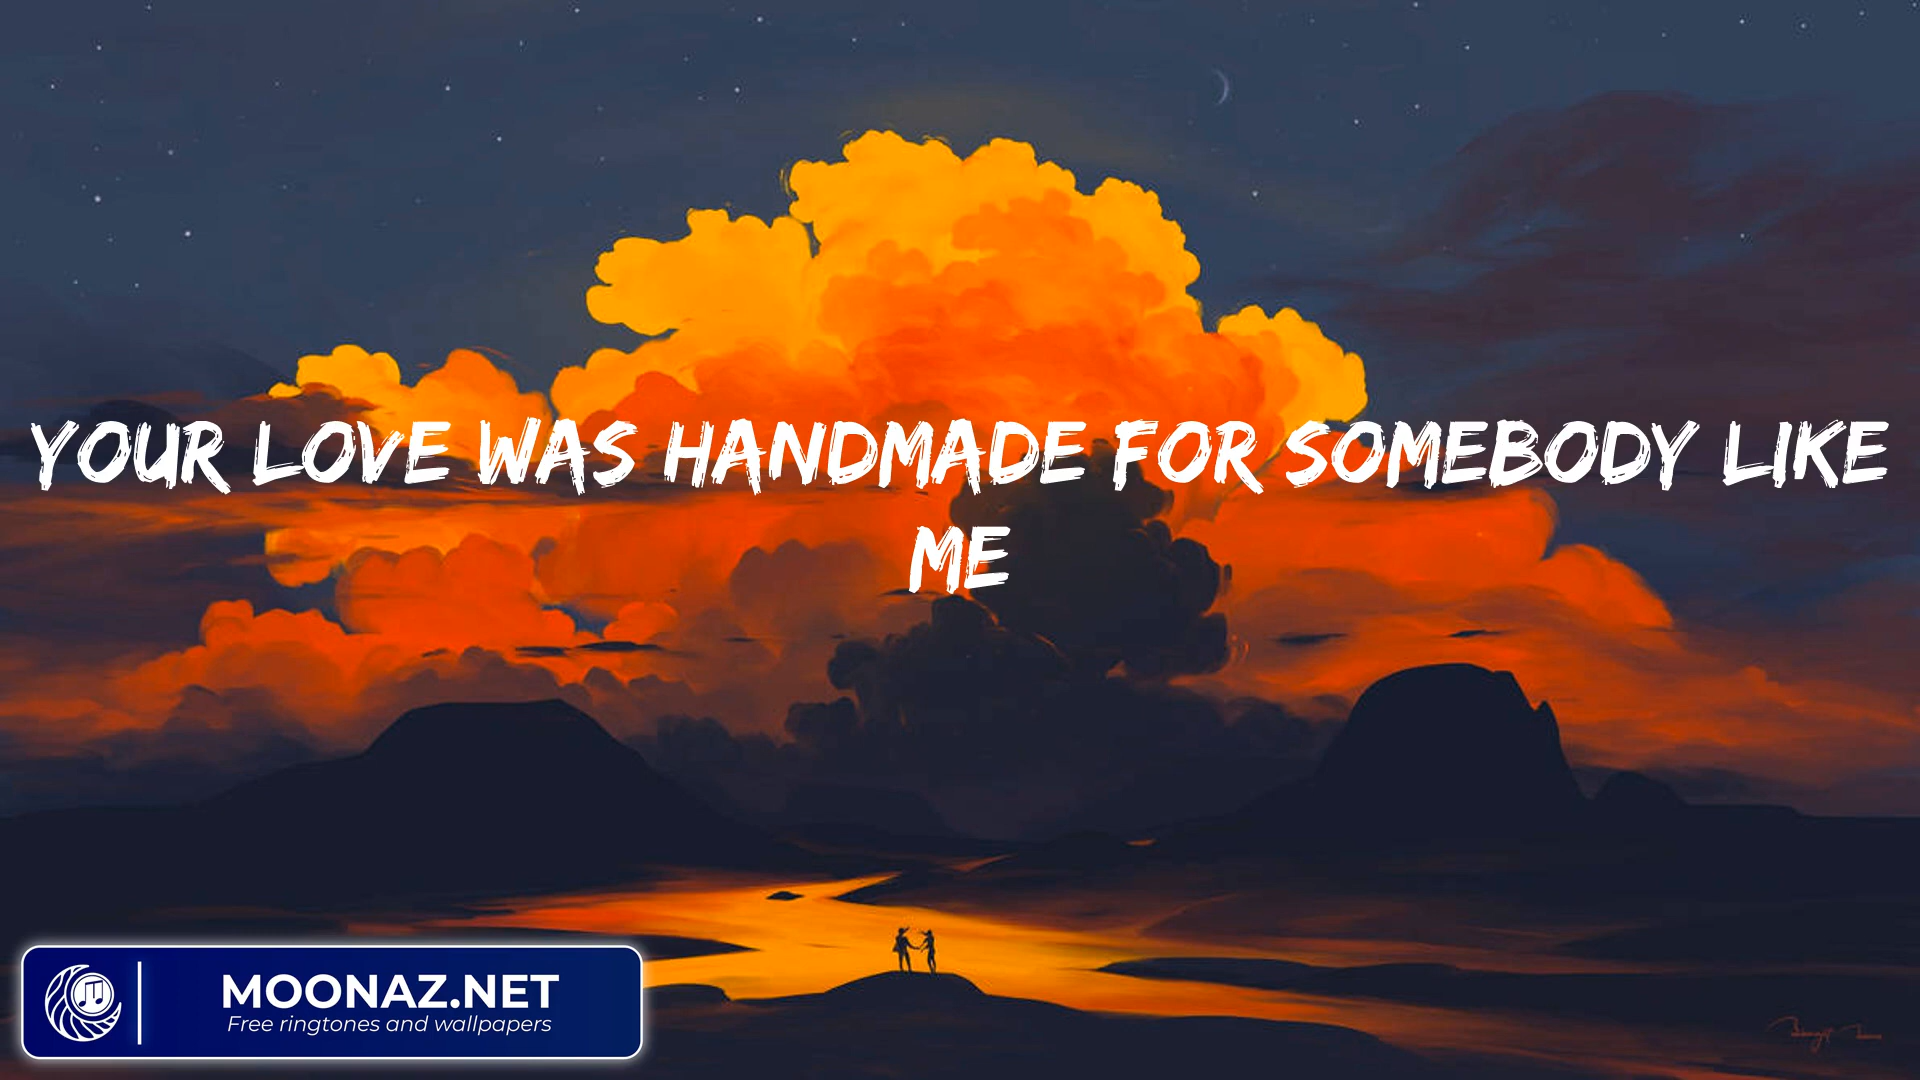 YOUR LOVE WAS HANDMADE FOR SOMEBODY LIKE
ME
MOONAZ.NET
Free ringtones and wallpapers